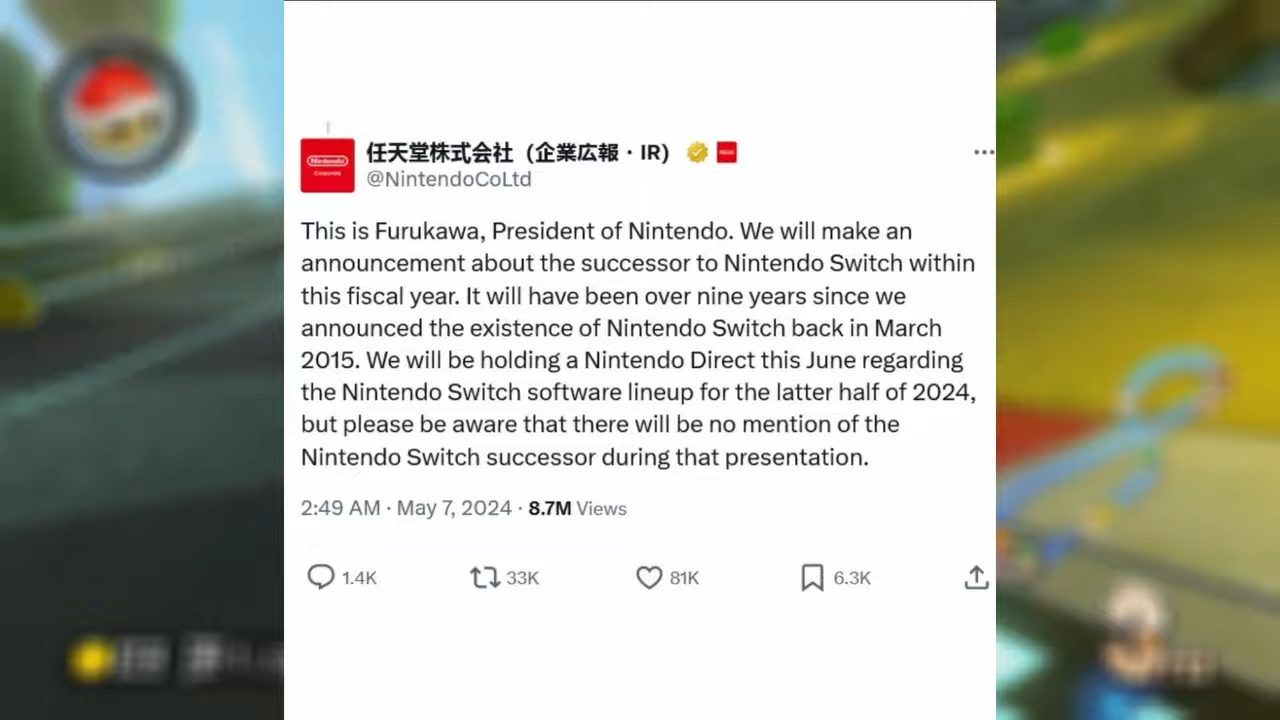 Nintendo
任天堂株式会社（企業広報・IR）
@NintendoCoLtd
This is Furukawa, President of Nintendo. We will make an
announcement about the successor to Nintendo Switch within
this fiscal year. It will have been over nine years since we
announced the existence of Nintendo Switch back in March
2015. We will be holding a Nintendo Direct this June regarding
the Nintendo Switch software lineup for the latter half of 2024,
but please be aware that there will be no mention of the
Nintendo Switch successor during that presentation.
2:49 AM · May 7, 2024 · 8.7M Views
1.4K 33K 81K 6.3K